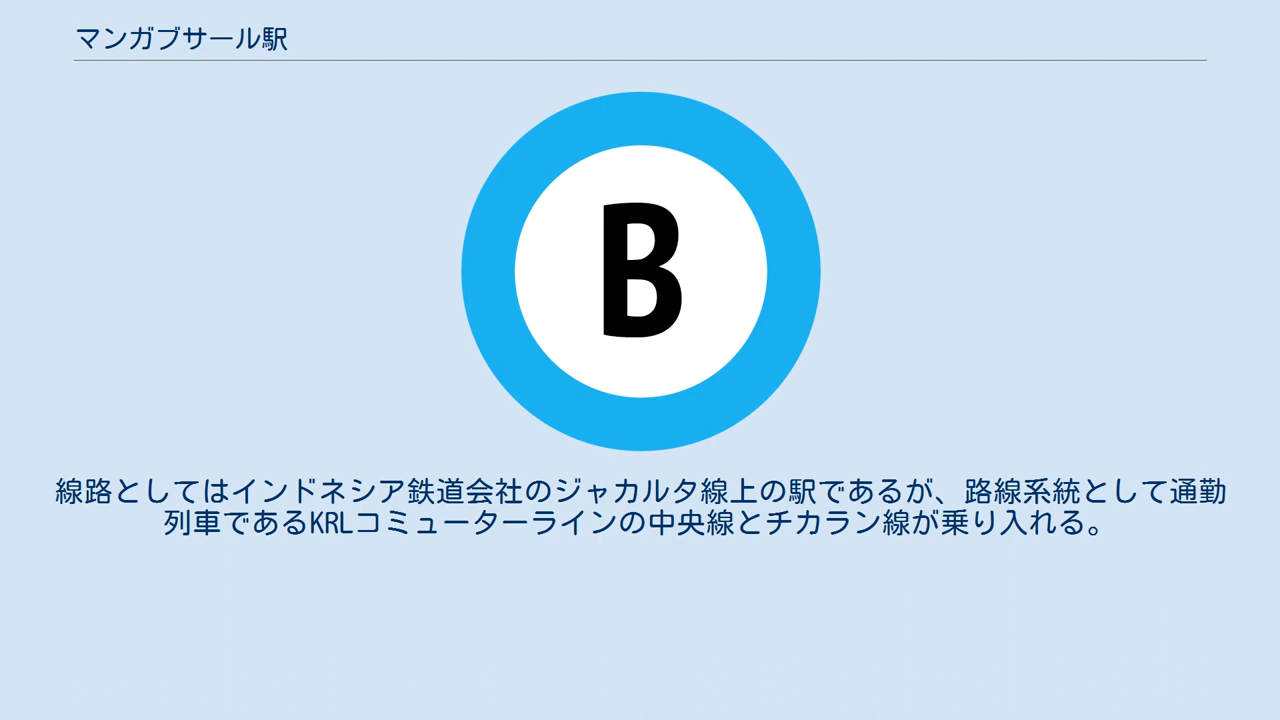 マンガブサール駅
B
線路としてはインドネシア鉄道会社のジャカルタ線上の駅であるが、路線系統として通勤
列車であるKRLコミューターラインの中央線とチカラン線が乗り入れる。